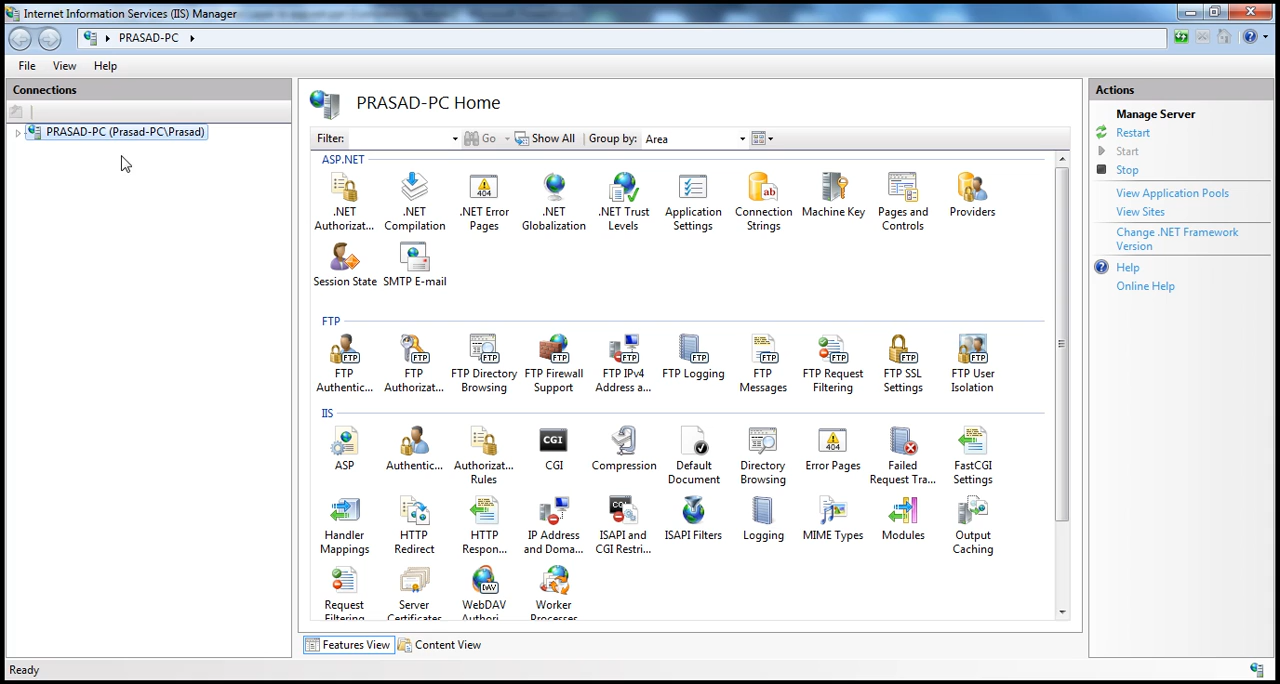 Internet Information Services (IIS) Manager
PRASAD-PC
File View Help
Connections
PRASAD-PC (Prasad-PC\Prasad)
PRASAD-PC Home
Filter: Go Show All Group by: Area
ASP.NET
.NET Authorizat...
.NET Compilation
.NET Error Pages
.NET Globalization
.NET Trust Levels
Application Settings
Connection Strings
Machine Key
Pages and Controls
Providers
Session State
SMTP E-mail
FTP
FTP Authentic...
FTP Authorizat...
FTP Directory Browsing
FTP Firewall Support
FTP IPv4 Address a...
FTP Logging
FTP Messages
FTP Request Filtering
FTP SSL Settings
FTP User Isolation
IIS
ASP
Authentic...
Authorizat... Rules
CGI
Compression
Default Document
Directory Browsing
Error Pages
Failed Request Tra...
FastCGI Settings
Handler Mappings
HTTP Redirect
HTTP Respon...
IP Address and Doma...
ISAPI and CGI Restri...
ISAPI Filters
Logging
MIME Types
Modules
Output Caching
Request Filtering
Server Certificates
WebDAV Authori...
Worker Processes
Features View Content View
Actions
Manage Server
Restart
Start
Stop
View Application Pools
View Sites
Change .NET Framework
Version
Help
Online Help
Ready